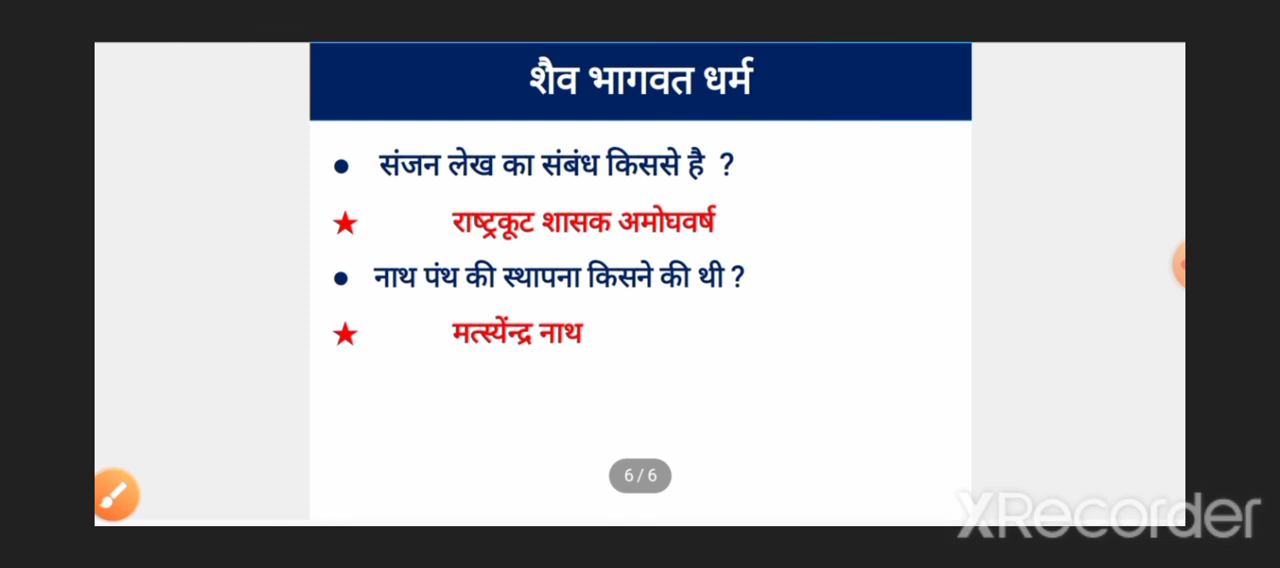 शैव भागवत धर्म
● संजन लेख का संबंध किससे है ?
★ राष्ट्रकूट शासक अमोघवर्ष
● नाथ पंथ की स्थापना किसने की थी ?
★ मत्स्येंन्द्र नाथ
6 / 6
XRecorder